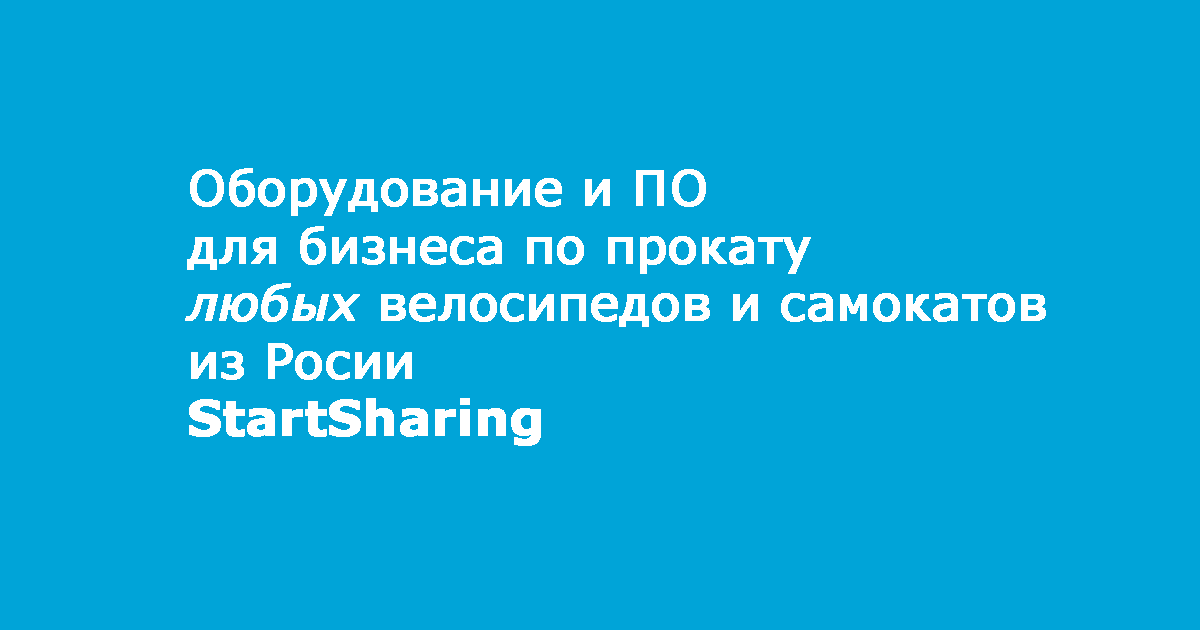 Оборудование и ПО
для бизнеса по прокату
любых велосипедов и самокатов
из Росии
StartSharing